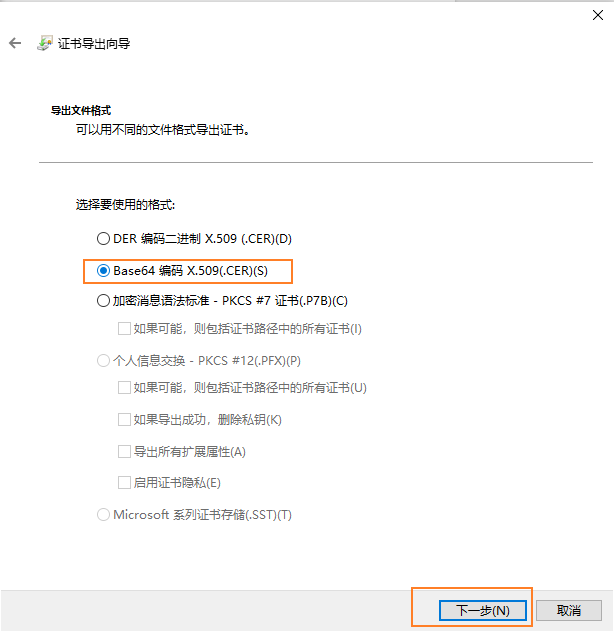 证书导出向导
导出文件格式
可以用不同的文件格式导出证书。
选择要使用的格式:
DER 编码二进制 X.509 (.CER)(D)
Base64 编码 X.509(.CER)(S)
加密消息语法标准 - PKCS #7 证书(.P7B)(C)
如果可能，则包括证书路径中的所有证书(I)
个人信息交换 - PKCS #12(.PFX)(P)
如果可能，则包括证书路径中的所有证书(U)
如果导出成功，删除私钥(K)
导出所有扩展属性(A)
启用证书隐私(E)
Microsoft 系列证书存储(.SST)(T)
下一步(N)
取消